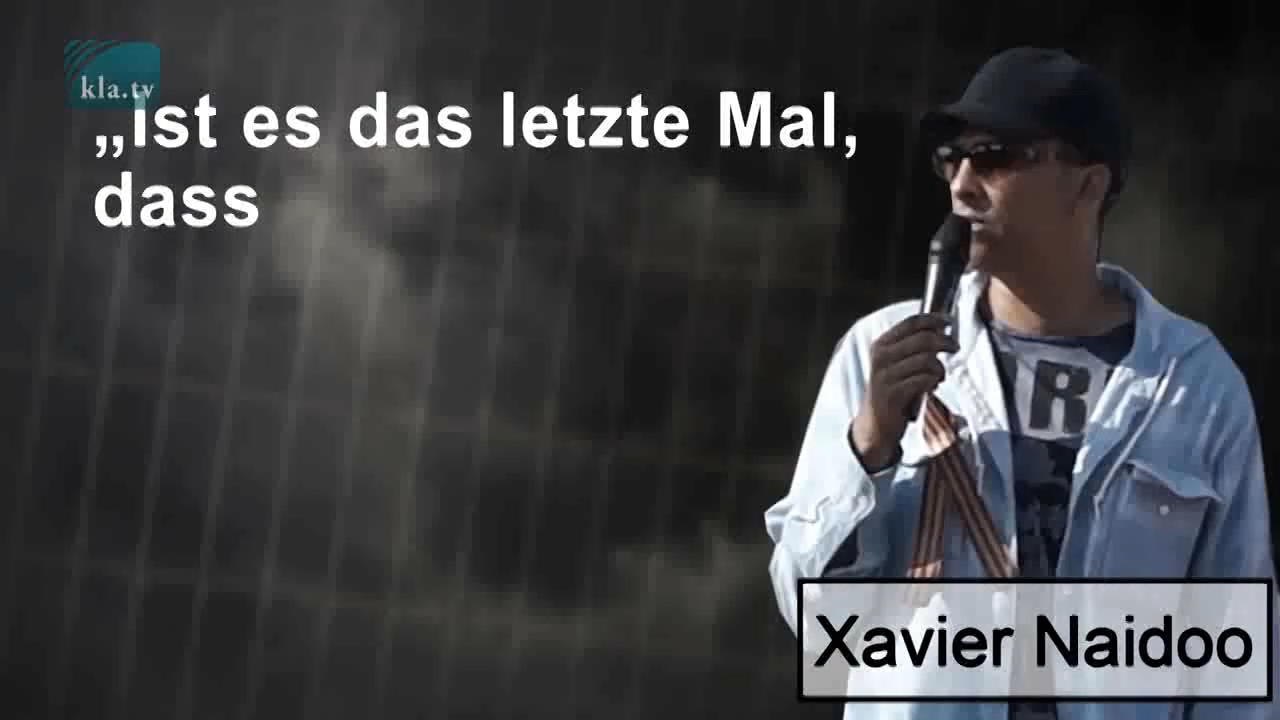 kla.tv
„Ist es das letzte Mal,
dass
R
Xavier Naidoo